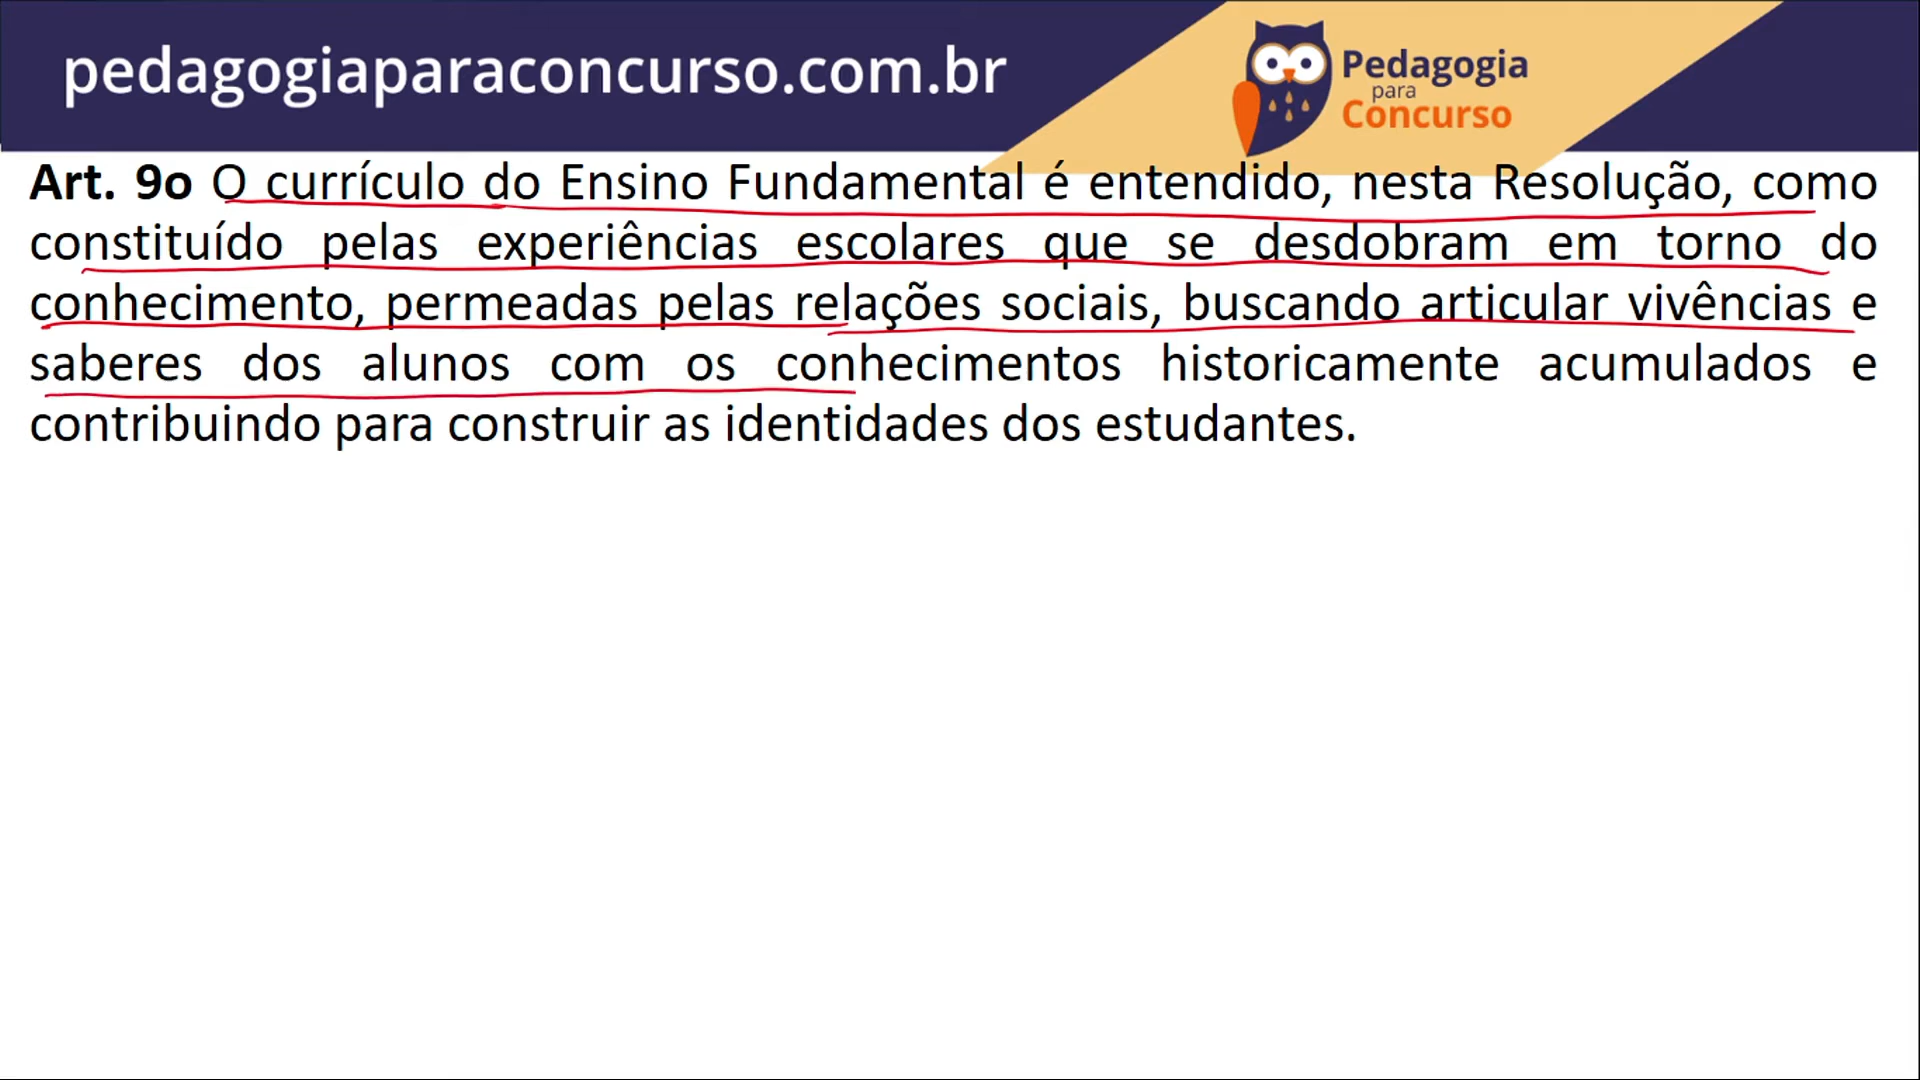 pedagogiaparaconcurso.com.br
Pedagogia
para
Concurso
Art. 9o O currículo do Ensino Fundamental é entendido, nesta Resolução, como
constituído pelas experiências escolares que se desdobram em torno do
conhecimento, permeadas pelas relações sociais, buscando articular vivências e
saberes dos alunos com os conhecimentos historicamente acumulados e
contribuindo para construir as identidades dos estudantes.